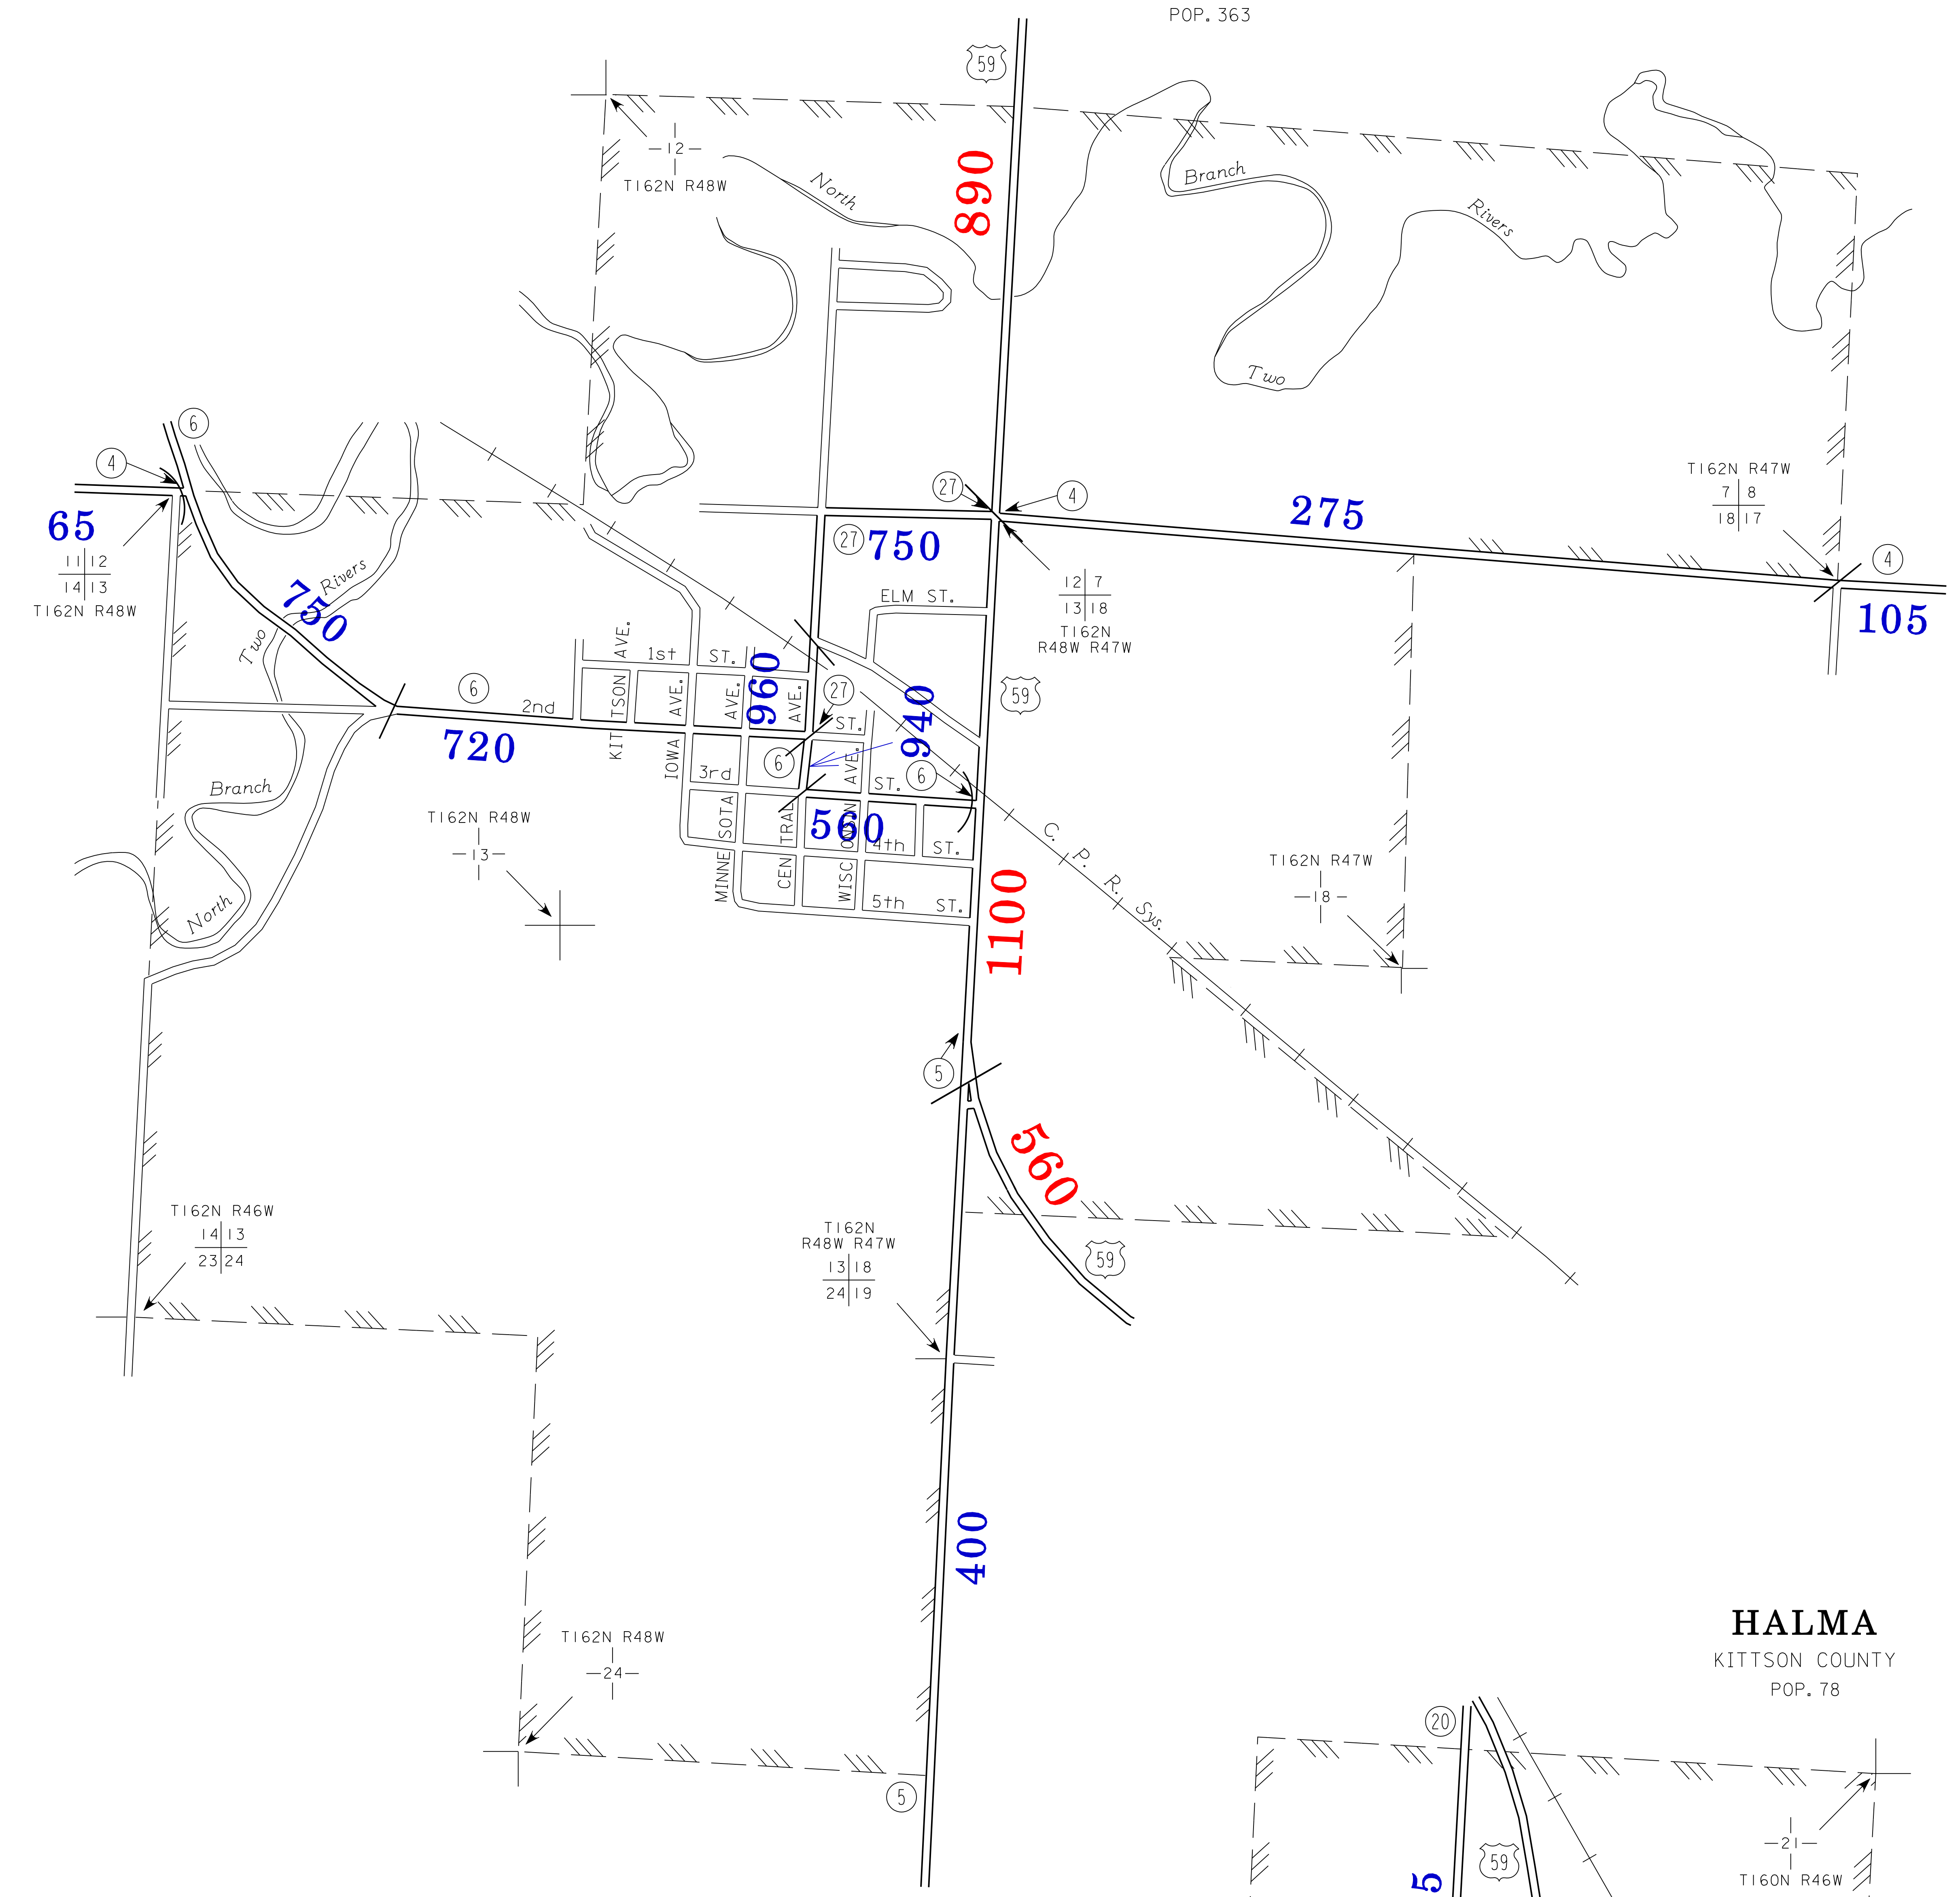 POP. 363
59
-12-
T162N R48W
North
890
Branch
Rivers
Two
6
4
65
11 12
14 13
T162N R48W
750
Rivers
Two
27
4
275
T162N R47W
7 8
18 17
4
105
27
750
ELM ST.
12 7
13 18
T162N
R48W R47W
59
1st ST.
2nd ST.
3rd ST.
4th ST.
5th ST.
KITTSON AVE.
IOWA AVE.
MINNESOTA AVE.
CENTRAL AVE.
WISCONSIN AVE.
960
27
940
6
720
6
6
560
Branch
North
T162N R48W
-13-
C. P. R. Sys.
T162N R47W
-18-
1100
5
560
59
T162N R46W
14 13
23 24
T162N
R48W R47W
13 18
24 19
400
T162N R48W
-24-
5
HALMA
KITTSON COUNTY
POP. 78
20
59
5
-21-
T160N R46W